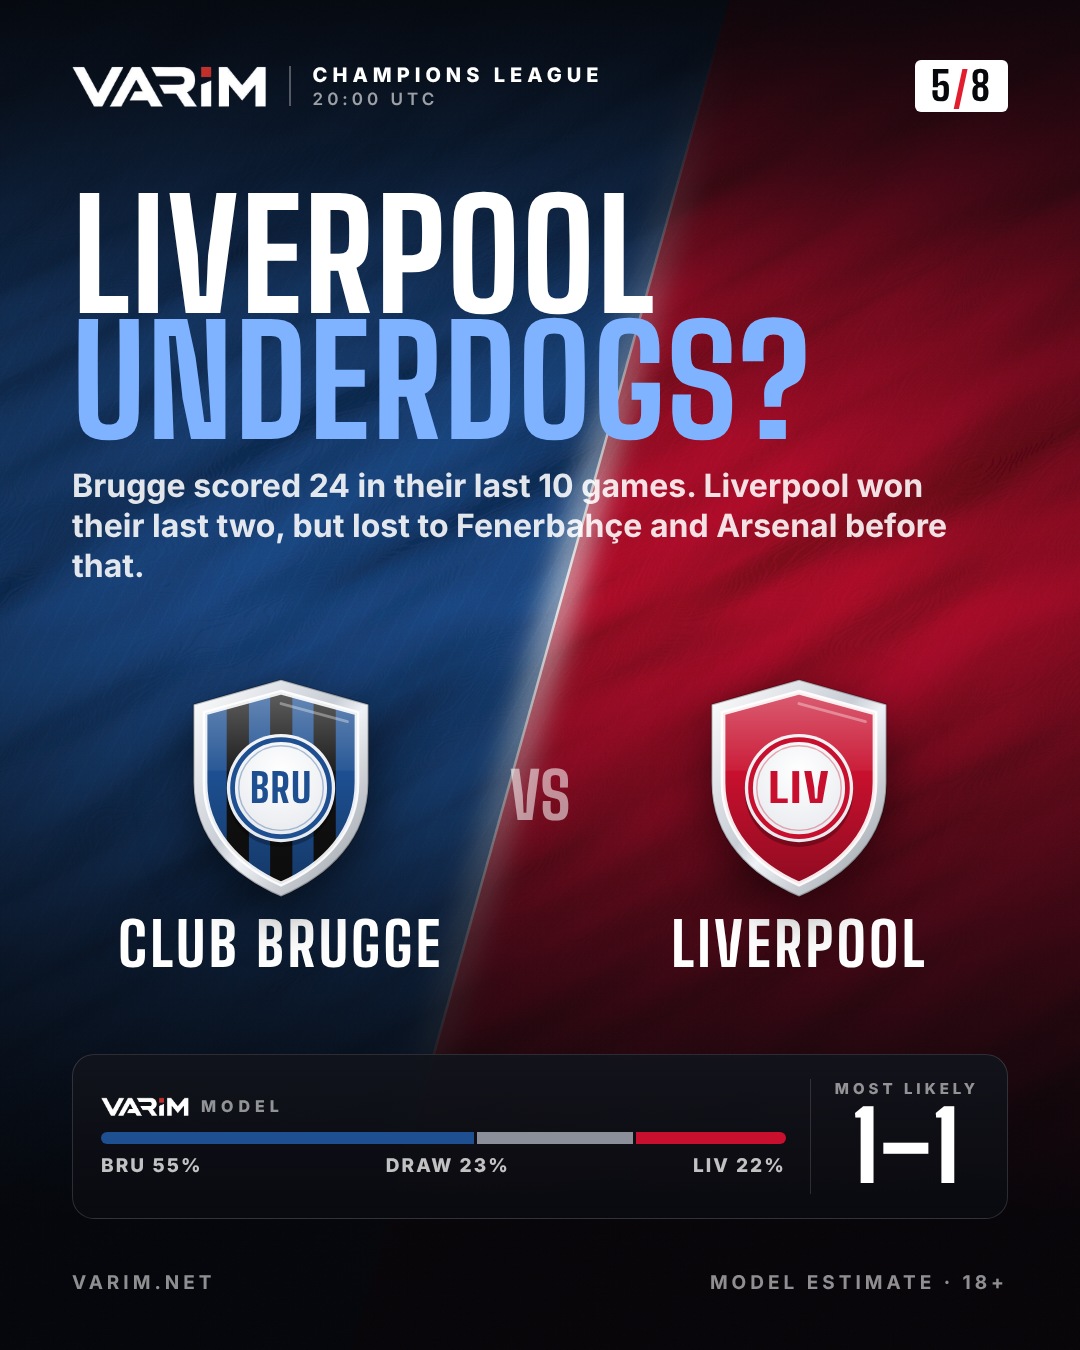 VARiM
CHAMPIONS LEAGUE
20:00 UTC
5/8
LIVERPOOL
UNDERDOGS?
Brugge scored 24 in their last 10 games. Liverpool won
their last two, but lost to Fenerbahçe and Arsenal before
that.
BRU
VS
LIV
CLUB BRUGGE
LIVERPOOL
VARiM MODEL
BRU 55%
DRAW 23%
LIV 22%
MOST LIKELY
1–1
VARIM.NET
MODEL ESTIMATE · 18+